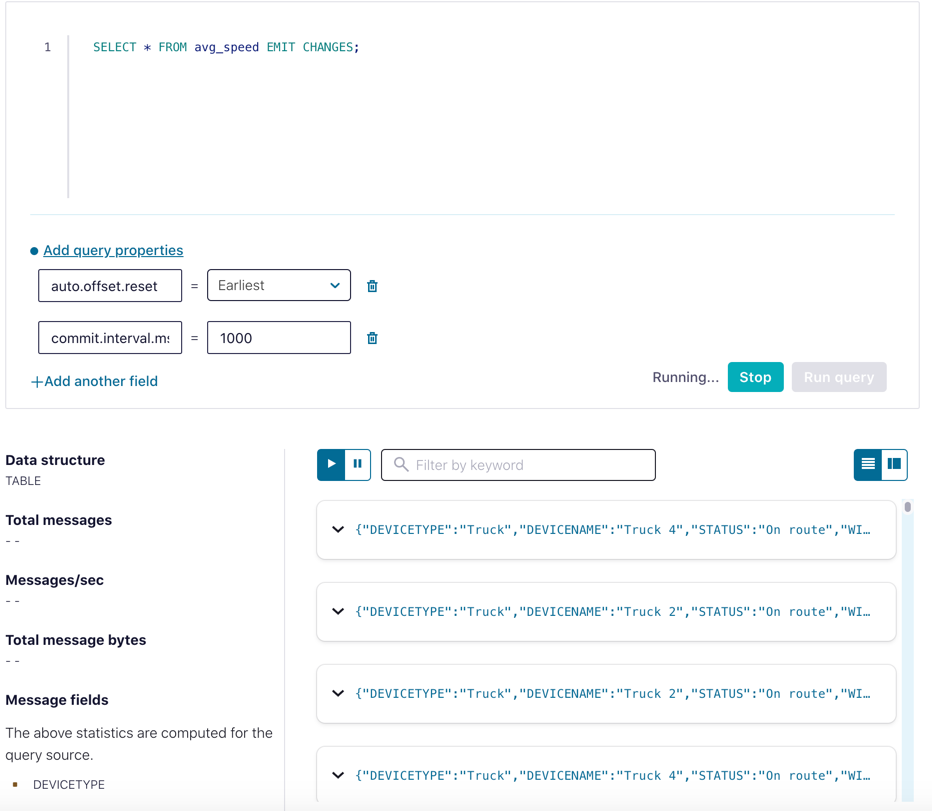 1 SELECT * FROM avg_speed EMIT CHANGES;
Add query properties
auto.offset.reset = Earliest
commit.interval.ms = 1000
+Add another field
Running... Stop Run query
Data structure
TABLE
Total messages
--
Messages/sec
--
Total message bytes
--
Message fields
The above statistics are computed for the
query source.
DEVICETYPE
Filter by keyword
{"DEVICETYPE":"Truck","DEVICENAME":"Truck 4","STATUS":"On route","WI…
{"DEVICETYPE":"Truck","DEVICENAME":"Truck 2","STATUS":"On route","WI…
{"DEVICETYPE":"Truck","DEVICENAME":"Truck 2","STATUS":"On route","WI…
{"DEVICETYPE":"Truck","DEVICENAME":"Truck 4","STATUS":"On route","WI…